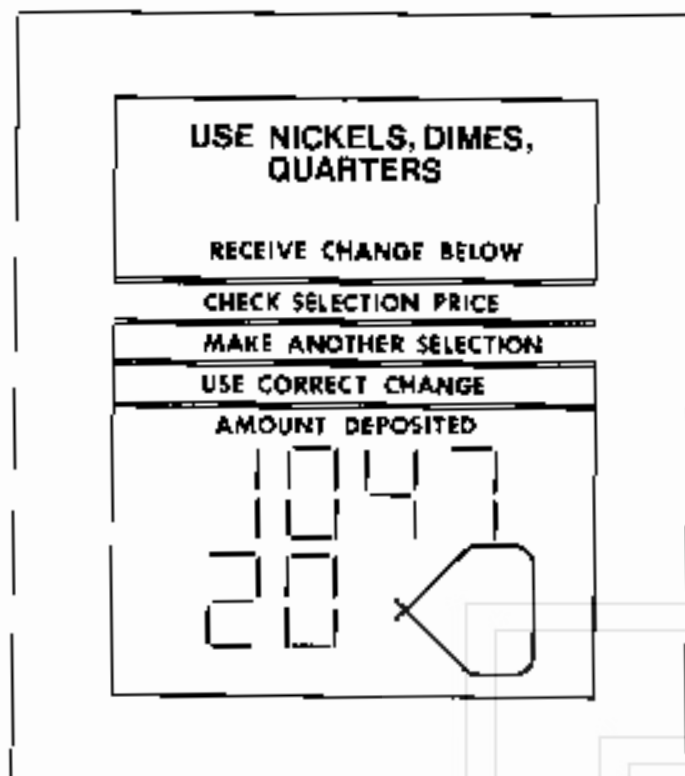 USE NICKELS, DIMES,
QUARTERS
RECEIVE CHANGE BELOW
CHECK SELECTION PRICE
MAKE ANOTHER SELECTION
USE CORRECT CHANGE
AMOUNT DEPOSITED
1047
20